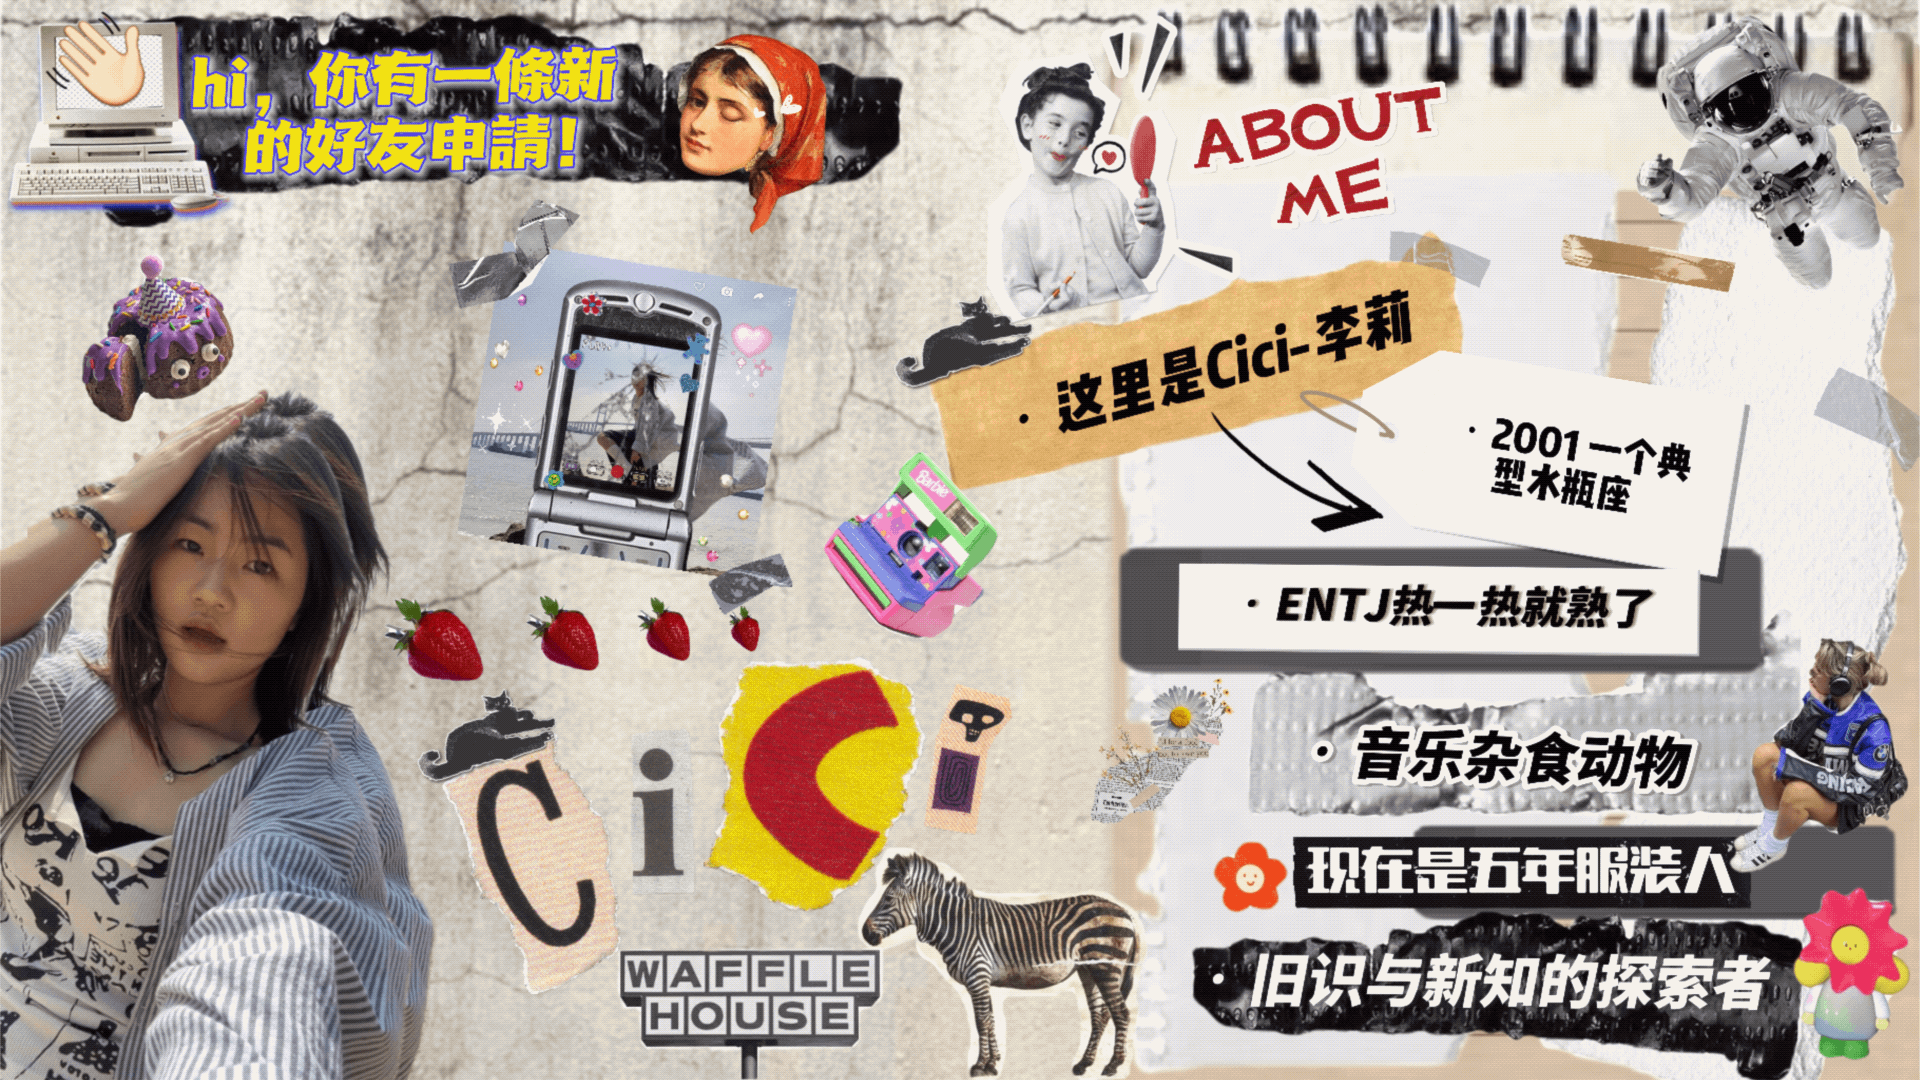 hi，你有一條新
的好友申請！
ABOUT
ME
· 这里是Cici-李莉
· 2001 一个典
型水瓶座
Barbie
· ENTJ热一热就熟了
· 音乐杂食动物
现在是五年服装人
· 旧识与新知的探索者
C i C
WAFFLE
HOUSE